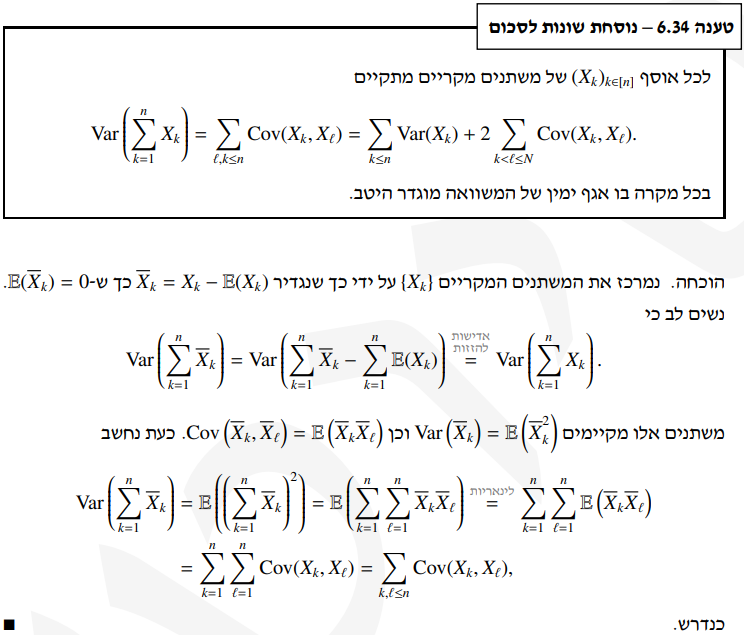 טענה 6.34 – נוסחת שונות לסכום
לכל אוסף $(X_k)_{k\in[n]}$ של משתנים מקריים מתקיים
$\mathrm{Var}\left(\sum_{k=1}^{n} X_k\right) = \sum_{\ell,k\leq n} \mathrm{Cov}(X_k, X_\ell) = \sum_{k\leq n} \mathrm{Var}(X_k) + 2 \sum_{k<\ell\leq N} \mathrm{Cov}(X_k, X_\ell).$
בכל מקרה בו אגף ימין של המשוואה מוגדר היטב.
הוכחה. נמרכז את המשתנים המקריים $\{X_k\}$ על ידי כך שנגדיר $\overline{X}_k = X_k - \mathbb{E}(X_k)$ כך ש-$\mathbb{E}(\overline{X}_k) = 0$.
נשים לב כי
$\mathrm{Var}\left(\sum_{k=1}^{n} \overline{X}_k\right) = \mathrm{Var}\left(\sum_{k=1}^{n} \overline{X}_k - \sum_{k=1}^{n} \mathbb{E}(X_k)\right) \overset{\text{אדישות להזזות}}{=} \mathrm{Var}\left(\sum_{k=1}^{n} X_k\right).$
משתנים אלו מקיימים $\mathrm{Var}\left(\overline{X}_k\right) = \mathbb{E}\left(\overline{X}_k^2\right)$ וכן $\mathrm{Cov}\left(\overline{X}_k, \overline{X}_\ell\right) = \mathbb{E}\left(\overline{X}_k \overline{X}_\ell\right)$. כעת נחשב
$\mathrm{Var}\left(\sum_{k=1}^{n} \overline{X}_k\right) = \mathbb{E}\left(\left(\sum_{k=1}^{n} \overline{X}_k\right)^2\right) = \mathbb{E}\left(\sum_{k=1}^{n} \sum_{\ell=1}^{n} \overline{X}_k \overline{X}_\ell\right) \overset{\text{לינאריות}}{=} \sum_{k=1}^{n} \sum_{\ell=1}^{n} \mathbb{E}\left(\overline{X}_k \overline{X}_\ell\right)$
$= \sum_{k=1}^{n} \sum_{\ell=1}^{n} \mathrm{Cov}(X_k, X_\ell) = \sum_{k,\ell\leq n} \mathrm{Cov}(X_k, X_\ell),$
כנדרש. ■